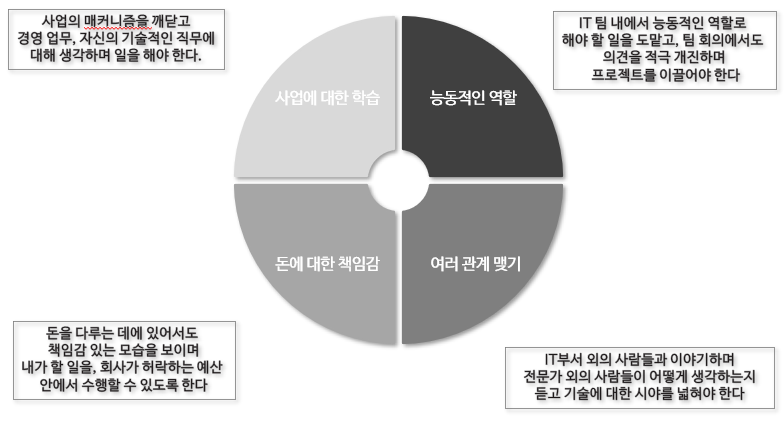 사업의 매커니즘을 깨닫고
경영 업무, 자신의 기술적인 직무에
대해 생각하며 일을 해야 한다.
IT 팀 내에서 능동적인 역할로
해야 할 일을 도맡고, 팀 회의에서도
의견을 적극 개진하며
프로젝트를 이끌어야 한다
사업에 대한 학습
능동적인 역할
돈에 대한 책임감
여러 관계 맺기
돈을 다루는 데에 있어서도
책임감 있는 모습을 보이며
내가 할 일을, 회사가 허락하는 예산
안에서 수행할 수 있도록 한다
IT부서 외의 사람들과 이야기하며
전문가 외의 사람들이 어떻게 생각하는지
듣고 기술에 대한 시야를 넓혀야 한다